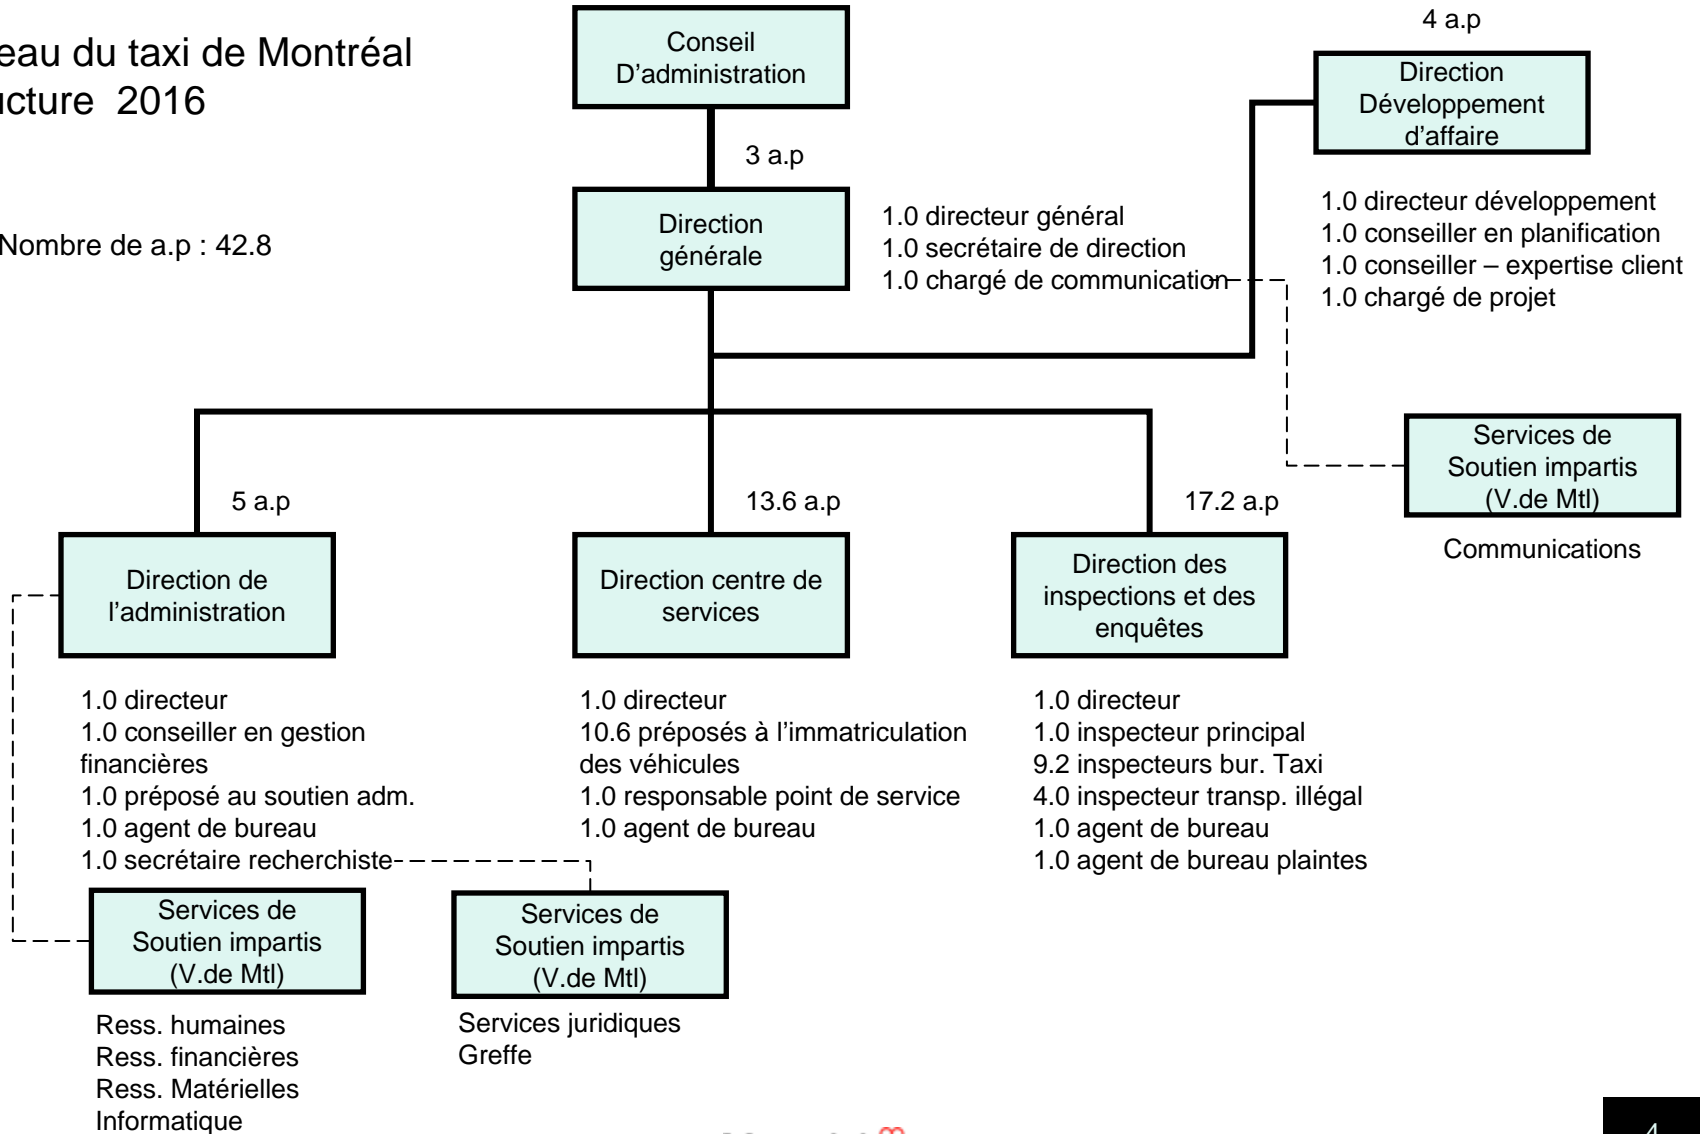 eau du taxi de Montréal
ucture 2016
Nombre de a.p : 42.8
Conseil
D'administration
3 a.p
Direction
générale
1.0 directeur général
1.0 secrétaire de direction
1.0 chargé de communication
4 a.p
Direction
Développement
d'affaire
1.0 directeur développement
1.0 conseiller en planification
1.0 conseiller – expertise client
1.0 chargé de projet
Services de
Soutien impartis
(V.de Mtl)
Communications
5 a.p
Direction de
l'administration
1.0 directeur
1.0 conseiller en gestion
financières
1.0 préposé au soutien adm.
1.0 agent de bureau
1.0 secrétaire recherchiste
13.6 a.p
Direction centre de
services
1.0 directeur
10.6 préposés à l'immatriculation
des véhicules
1.0 responsable point de service
1.0 agent de bureau
17.2 a.p
Direction des
inspections et des
enquêtes
1.0 directeur
1.0 inspecteur principal
9.2 inspecteurs bur. Taxi
4.0 inspecteur transp. illégal
1.0 agent de bureau
1.0 agent de bureau plaintes
Services de
Soutien impartis
(V.de Mtl)
Ress. humaines
Ress. financières
Ress. Matérielles
Informatique
Services de
Soutien impartis
(V.de Mtl)
Services juridiques
Greffe
4